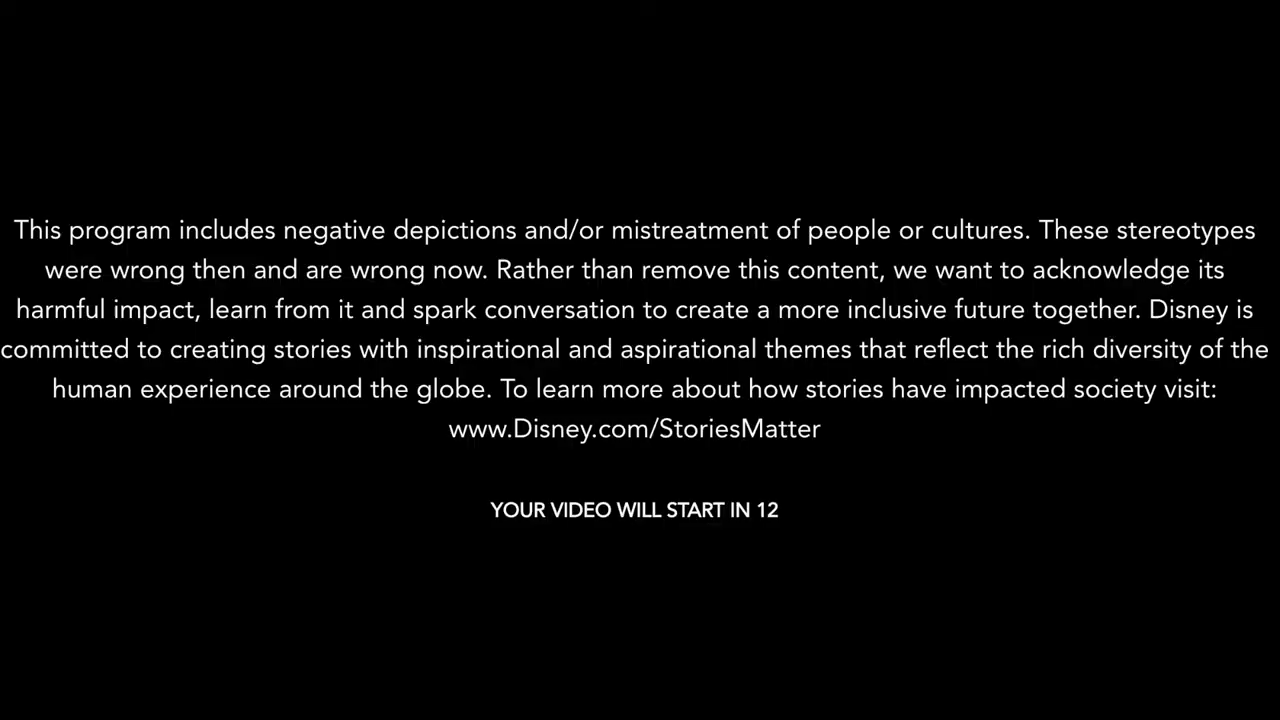 This program includes negative depictions and/or mistreatment of people or cultures. These stereotypes
were wrong then and are wrong now. Rather than remove this content, we want to acknowledge its
harmful impact, learn from it and spark conversation to create a more inclusive future together. Disney is
committed to creating stories with inspirational and aspirational themes that reflect the rich diversity of the
human experience around the globe. To learn more about how stories have impacted society visit:
www.Disney.com/StoriesMatter
YOUR VIDEO WILL START IN 12